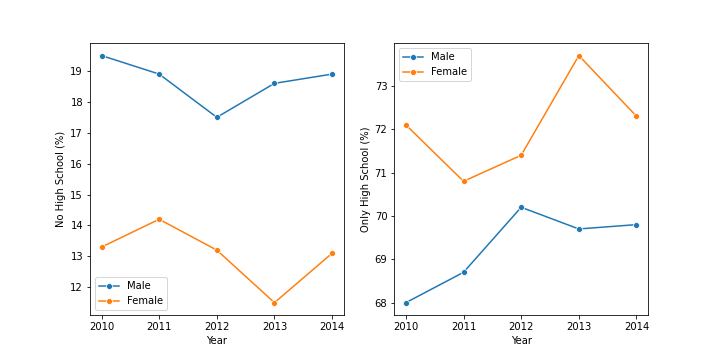 No High School (%)
19
18
17
16
15
14
13
12
Male
Female
2010 2011 2012 2013 2014
Year
Only High School (%)
Male
Female
73
72
71
70
69
68
2010 2011 2012 2013 2014
Year